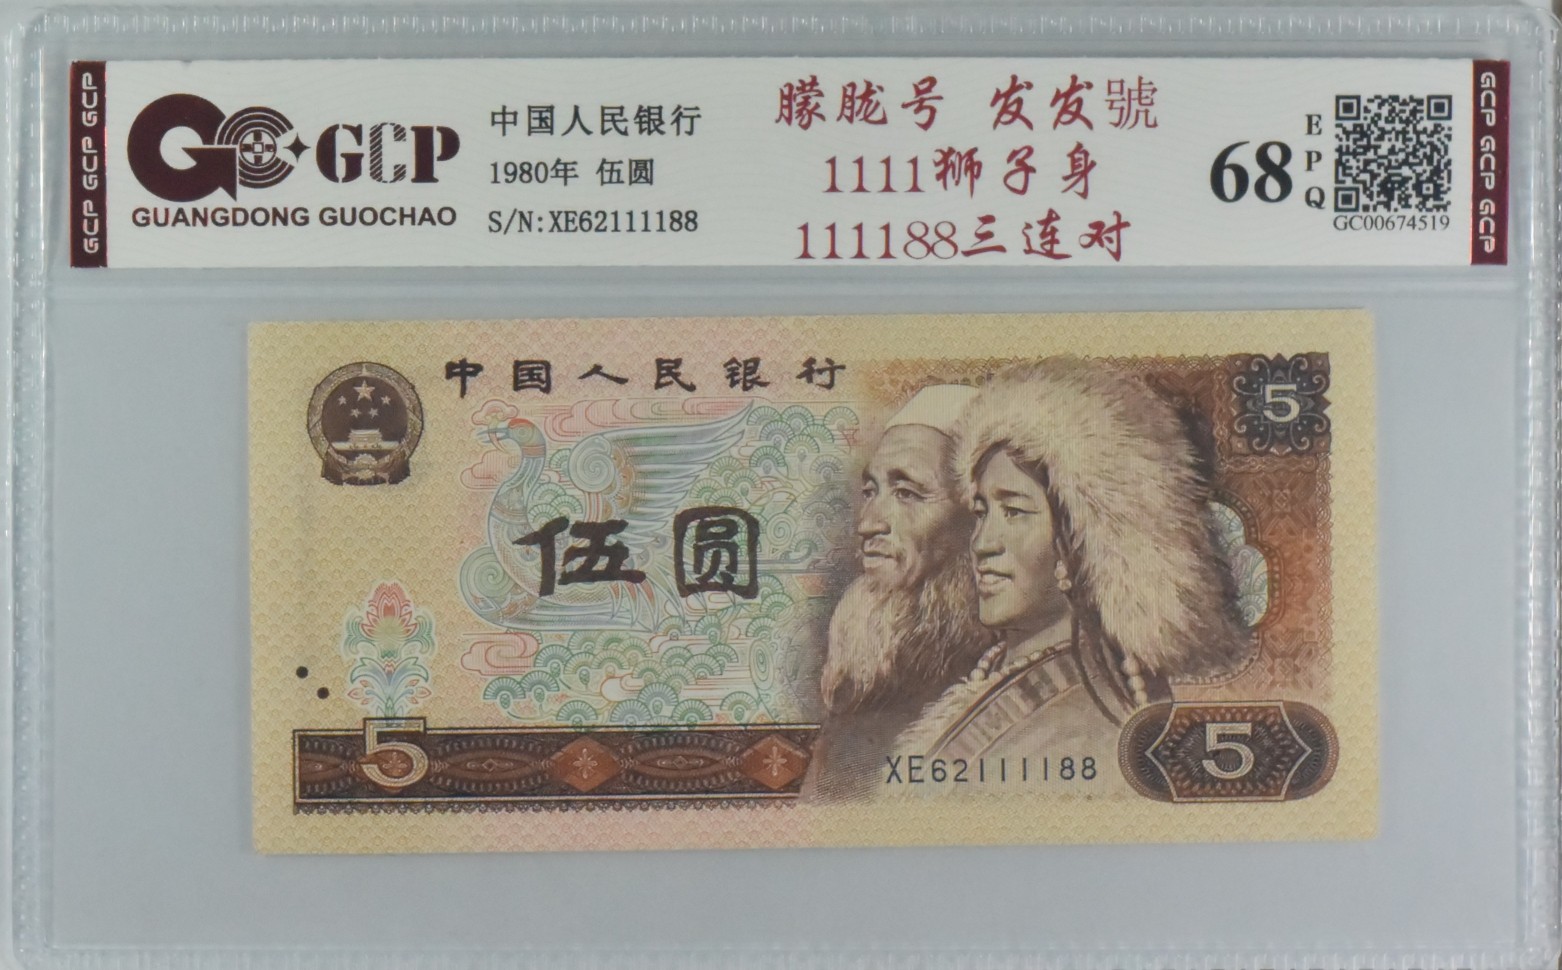 GCP GCP GCP
GCP
GUANGDONG GUOCHAO
中国人民银行
1980年 伍圆
S/N:XE62111188
朦胧号 发发號
1111狮子身
111188三连对
68
EPQ
GC00674519
GCP GCP GCP
中国人民银行
5
伍圆
5
XE62111188
5